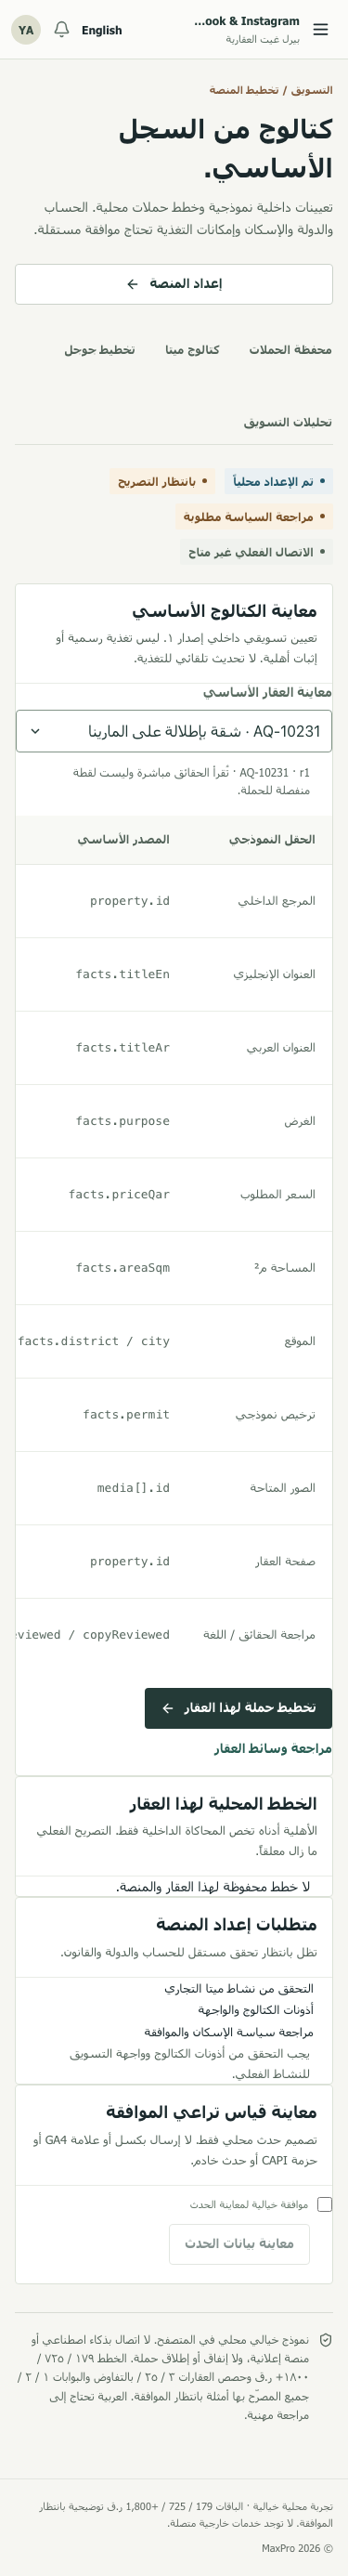 ook & Instagram...
بيرل غيت العقارية
English
YA
التسويق / تخطيط المنصة
كتالوج من السجل
الأساسي.
تعيينات داخلية نموذجية وخطط حملات محلية. الحساب
والدولة والإسكان وإمكانات التغذية تحتاج موافقة مستقلة.
إعداد المنصة
محفظة الحملات
كتالوج ميتا
تخطيط جوجل
تحليلات التسويق
تم الإعداد محلياً
بانتظار التصريح
مراجعة السياسة مطلوبة
الاتصال الفعلي غير متاح
معاينة الكتالوج الأساسي
تعيين تسويقي داخلي إصدار ١. ليس تغذية رسمية أو
إثبات أهلية. لا تحديث تلقائي للتغذية.
معاينة العقار الأساسي
AQ-10231 · شقة بإطلالة على المارينا
AQ-10231 · r1 · تُقرأ الحقائق مباشرة وليست لقطة
منفصلة للحملة.
الحقل النموذجي
المصدر الأساسي
المرجع الداخلي
property.id
العنوان الإنجليزي
facts.titleEn
العنوان العربي
facts.titleAr
الغرض
facts.purpose
السعر المطلوب
facts.priceQar
المساحة م²
facts.areaSqm
الموقع
facts.district / city
ترخيص نموذجي
facts.permit
الصور المتاحة
media[].id
صفحة العقار
property.id
مراجعة الحقائق / اللغة
eviewed / copyReviewed
تخطيط حملة لهذا العقار
مراجعة وسائط العقار
الخطط المحلية لهذا العقار
الأهلية أدناه تخص المحاكاة الداخلية فقط. التصريح الفعلي
ما زال معلقاً.
لا خطط محفوظة لهذا العقار والمنصة.
متطلبات إعداد المنصة
تظل بانتظار تحقق مستقل للحساب والدولة والقانون.
التحقق من نشاط ميتا التجاري
أذونات الكتالوج والواجهة
مراجعة سياسة الإسكان والموافقة
يجب التحقق من أذونات الكتالوج وواجهة التسويق
للنشاط الفعلي.
معاينة قياس تراعي الموافقة
تصميم حدث محلي فقط. لا إرسال بكسل أو علامة GA4 أو
حزمة CAPI أو حدث خادم.
موافقة خيالية لمعاينة الحدث
معاينة بيانات الحدث
نموذج خيالي محلي في المتصفح. لا اتصال بذكاء اصطناعي أو
منصة إعلانية، ولا إنفاق أو إطلاق حملة. الخطط ١٧٩ / ٧٢٥ /
١٨٠٠+ ر.ق وحصص العقارات ٣ / ٢٥ / بالتفاوض والبوابات ١ / ٢ /
جميع المصرّح بها أمثلة بانتظار الموافقة. العربية تحتاج إلى
مراجعة مهنية.
تجربة محلية خيالية · الباقات 179 / 725 / +1,800 ر.ق توضيحية بانتظار
الموافقة. لا توجد خدمات خارجية متصلة.
© 2026 MaxPro